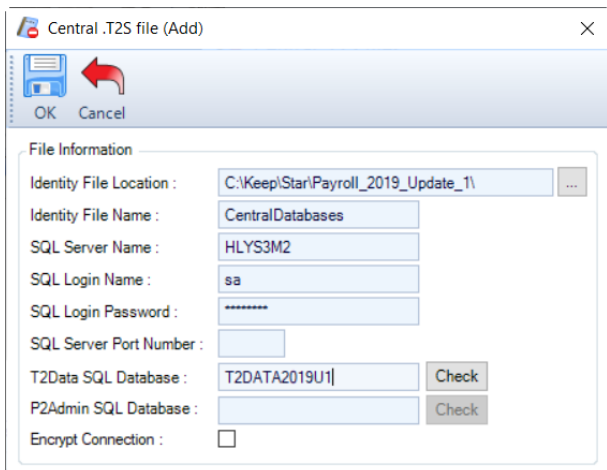 Central .T2S file (Add)
OK Cancel
File Information
Identity File Location : C:\Keep\Star\Payroll_2019_Update_1\ ...
Identity File Name : CentralDatabases
SQL Server Name : HLYS3M2
SQL Login Name : sa
SQL Login Password : ********
SQL Server Port Number :
T2Data SQL Database : T2DATA2019U1 Check
P2Admin SQL Database : Check
Encrypt Connection :